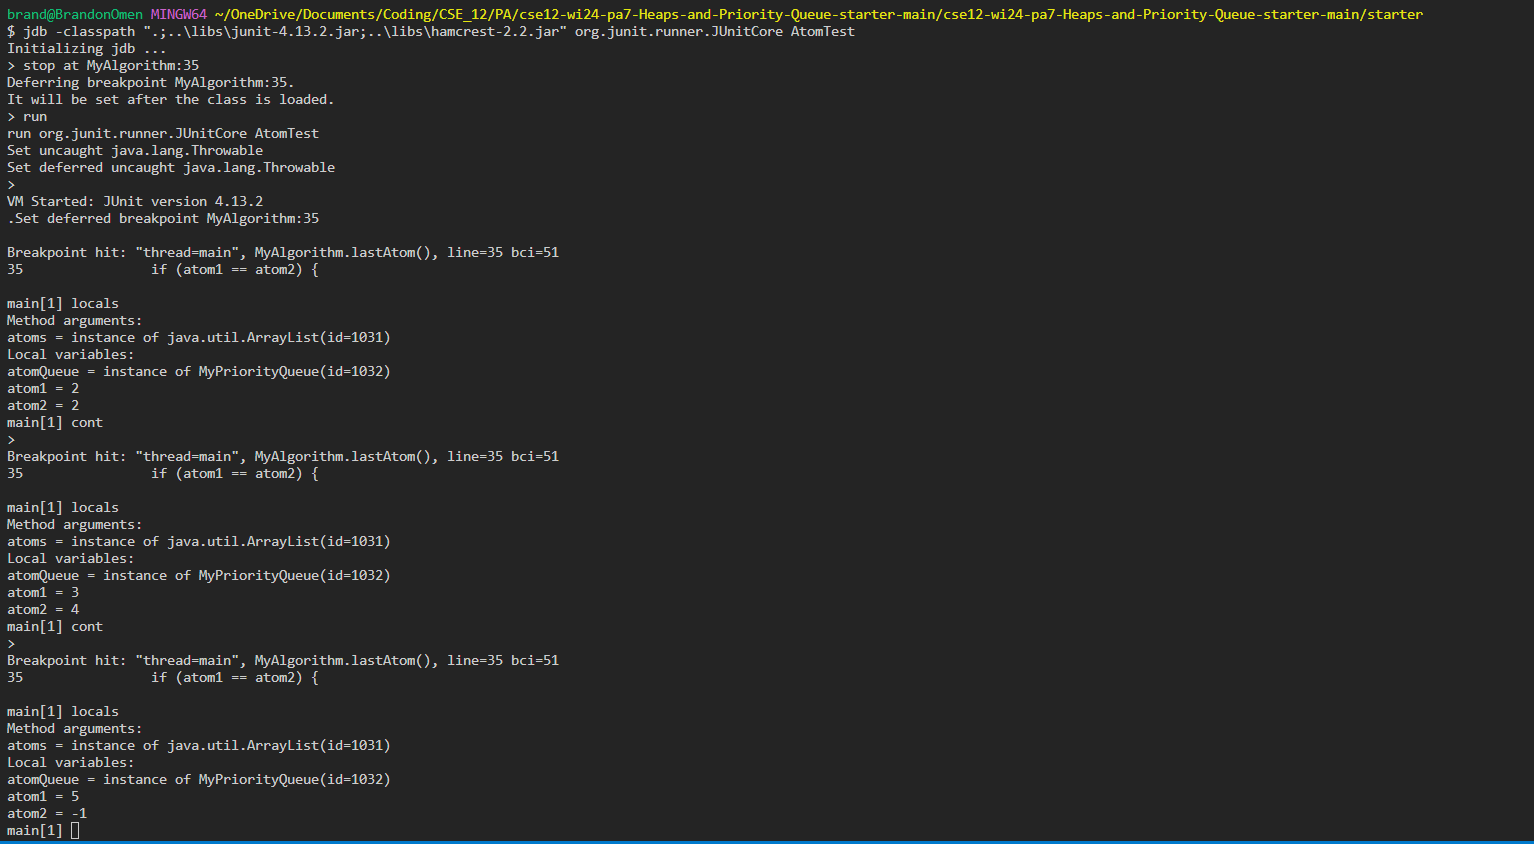 brand@BrandonOmen MINGW64 ~/OneDrive/Documents/Coding/CSE_12/PA/cse12-wi24-pa7-Heaps-and-Priority-Queue-starter-main/cse12-wi24-pa7-Heaps-and-Priority-Queue-starter-main/starter
$ jdb -classpath ".;..\libs\junit-4.13.2.jar;..\libs\hamcrest-2.2.jar" org.junit.runner.JUnitCore AtomTest
Initializing jdb ...
> stop at MyAlgorithm:35
Deferring breakpoint MyAlgorithm:35.
It will be set after the class is loaded.
> run
run org.junit.runner.JUnitCore AtomTest
Set uncaught java.lang.Throwable
Set deferred uncaught java.lang.Throwable
>
VM Started: JUnit version 4.13.2
.Set deferred breakpoint MyAlgorithm:35
Breakpoint hit: "thread=main", MyAlgorithm.lastAtom(), line=35 bci=51
35                if (atom1 == atom2) {
main[1] locals
Method arguments:
atoms = instance of java.util.ArrayList(id=1031)
Local variables:
atomQueue = instance of MyPriorityQueue(id=1032)
atom1 = 2
atom2 = 2
main[1] cont
>
Breakpoint hit: "thread=main", MyAlgorithm.lastAtom(), line=35 bci=51
35                if (atom1 == atom2) {
main[1] locals
Method arguments:
atoms = instance of java.util.ArrayList(id=1031)
Local variables:
atomQueue = instance of MyPriorityQueue(id=1032)
atom1 = 3
atom2 = 4
main[1] cont
>
Breakpoint hit: "thread=main", MyAlgorithm.lastAtom(), line=35 bci=51
35                if (atom1 == atom2) {
main[1] locals
Method arguments:
atoms = instance of java.util.ArrayList(id=1031)
Local variables:
atomQueue = instance of MyPriorityQueue(id=1032)
atom1 = 5
atom2 = -1
main[1]